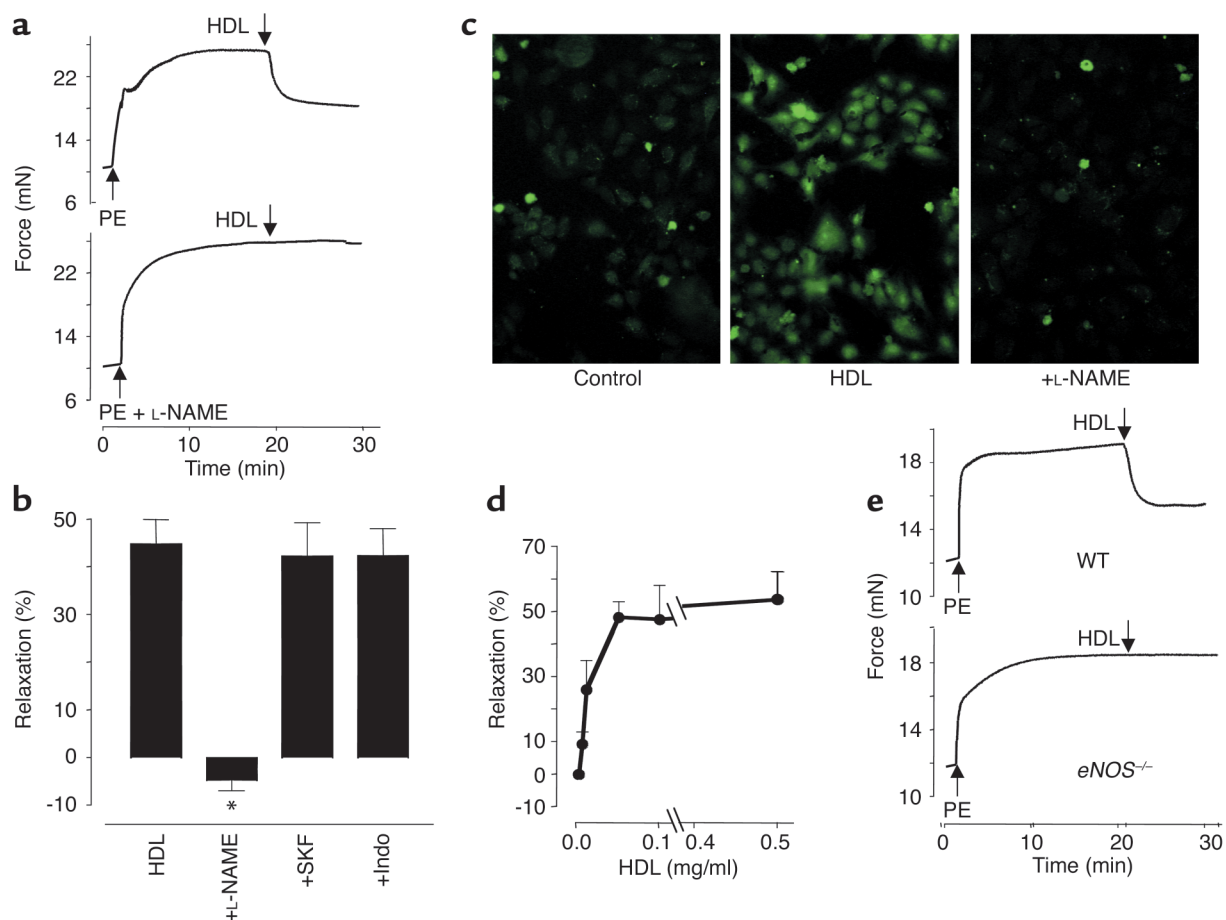 a
HDL
22
14
6
PE
Force (mN)
HDL
22
14
6
PE + L-NAME
0 10 20 30
Time (min)
b
50
30
10
0
-10
Relaxation (%)
*
HDL
+L-NAME
+SKF
+Indo
c
Control
HDL
+L-NAME
d
70
50
30
10
0
-10
Relaxation (%)
0.0 0.1 0.4 0.5
HDL (mg/ml)
e
HDL
18
14
10
WT
PE
Force (mN)
HDL
18
14
10
eNOS–/–
PE
0 10 20 30
Time (min)